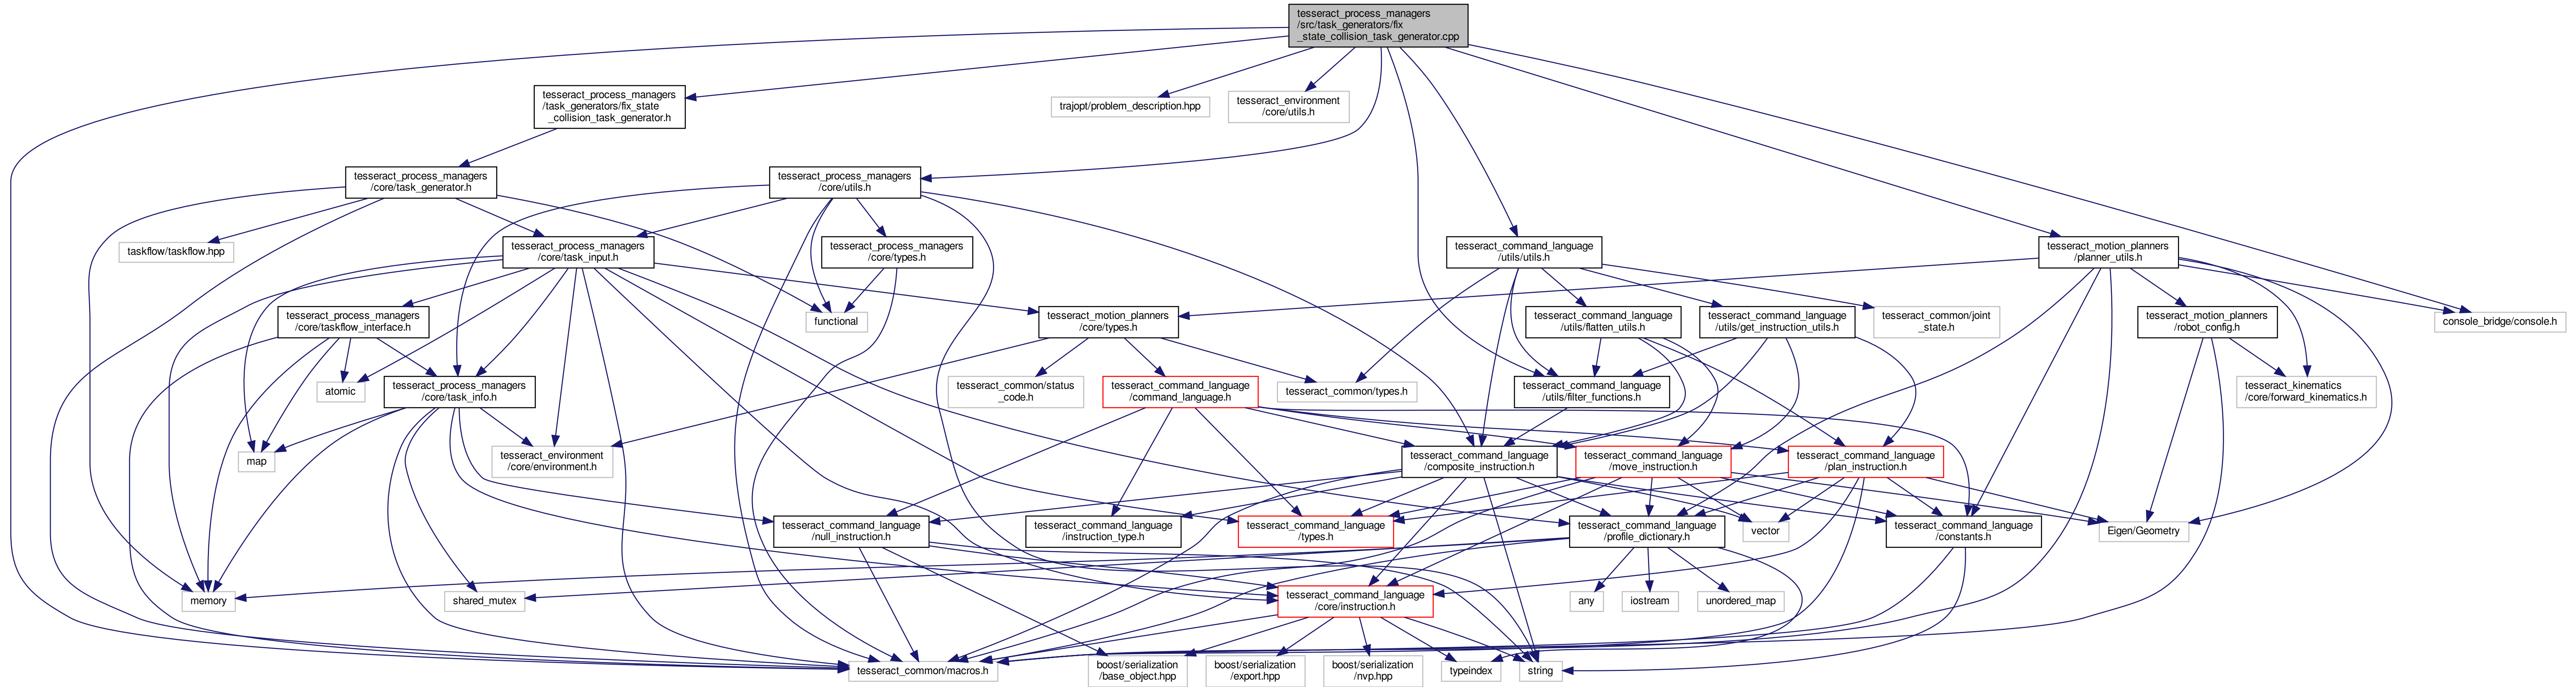 tesseract_process_managers
/src/task_generators/fix
_state_collision_task_generator.cpp
tesseract_process_managers
/task_generators/fix_state
_collision_task_generator.h
trajopt/problem_description.hpp
tesseract_environment
/core/utils.h
tesseract_process_managers
/core/task_generator.h
tesseract_process_managers
/core/utils.h
taskflow/taskflow.hpp
tesseract_process_managers
/core/task_input.h
tesseract_process_managers
/core/types.h
tesseract_command_language
/utils/utils.h
tesseract_motion_planners
/planner_utils.h
tesseract_process_managers
/core/taskflow_interface.h
functional
tesseract_motion_planners
/core/types.h
tesseract_command_language
/utils/flatten_utils.h
tesseract_command_language
/utils/get_instruction_utils.h
tesseract_common/joint
_state.h
tesseract_motion_planners
/robot_config.h
console_bridge/console.h
atomic
tesseract_process_managers
/core/task_info.h
tesseract_common/status
_code.h
tesseract_command_language
/command_language.h
tesseract_common/types.h
tesseract_command_language
/utils/filter_functions.h
tesseract_kinematics
/core/forward_kinematics.h
map
tesseract_environment
/core/environment.h
tesseract_command_language
/composite_instruction.h
tesseract_command_language
/move_instruction.h
tesseract_command_language
/plan_instruction.h
tesseract_command_language
/null_instruction.h
tesseract_command_language
/instruction_type.h
tesseract_command_language
/types.h
tesseract_command_language
/profile_dictionary.h
vector
tesseract_command_language
/constants.h
Eigen/Geometry
memory
shared_mutex
tesseract_command_language
/core/instruction.h
any
iostream
unordered_map
tesseract_common/macros.h
boost/serialization
/base_object.hpp
boost/serialization
/export.hpp
boost/serialization
/nvp.hpp
typeindex
string